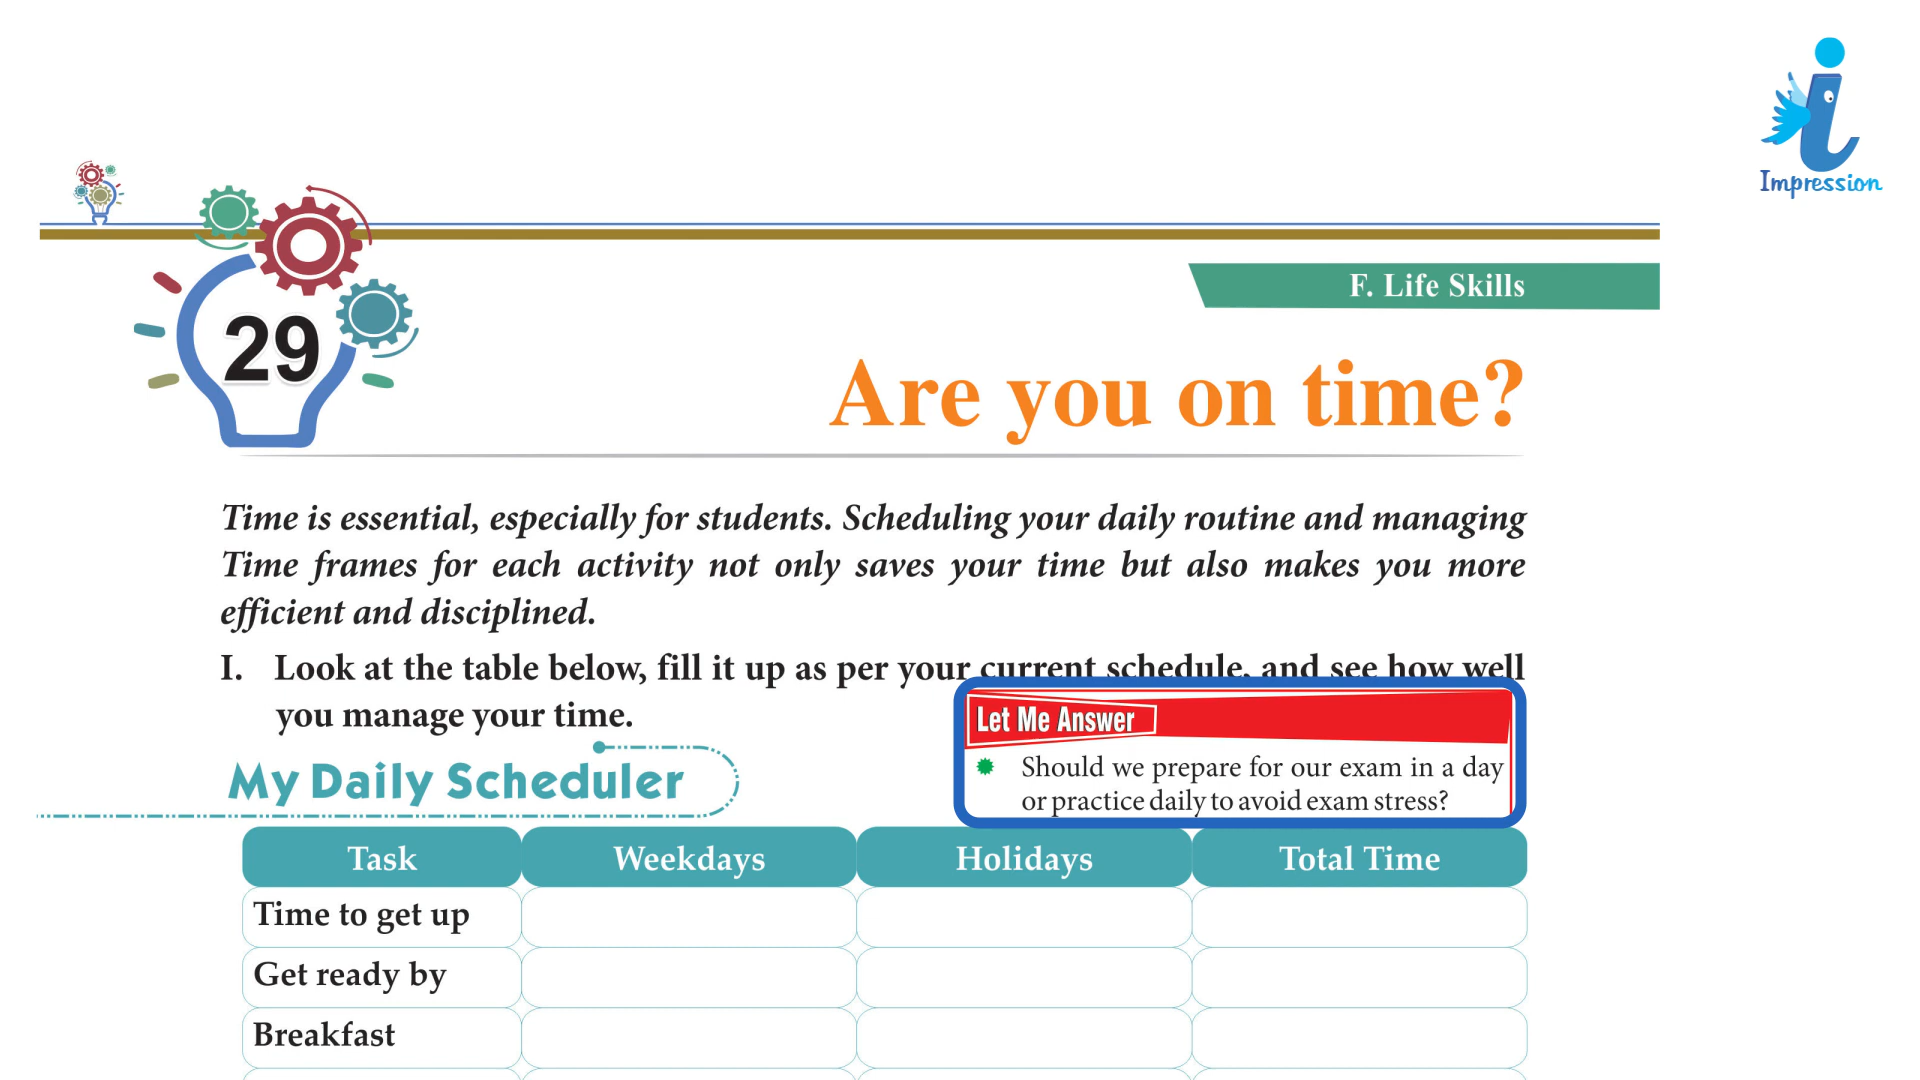 Impression
F. Life Skills
29
Are you on time?
Time is essential, especially for students. Scheduling your daily routine and managing
Time frames for each activity not only saves your time but also makes you more
efficient and disciplined.
I. Look at the table below, fill it up as per your current schedule, and see how well
you manage your time.
Let Me Answer
Should we prepare for our exam in a day
or practice daily to avoid exam stress?
My Daily Scheduler
Task Weekdays Holidays Total Time
Time to get up
Get ready by
Breakfast